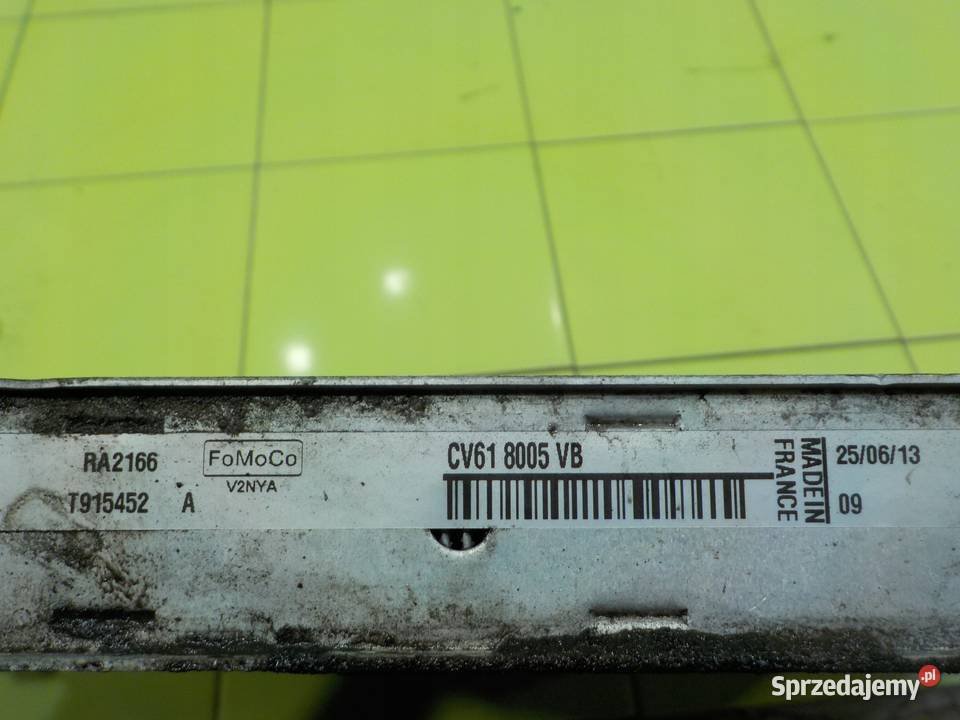 RA2166
FoMoCo
V2NYA
T915452 A
CV61 8005 VB
MADE IN
FRANCE
25/06/13
09
Sprzedajemy.pl